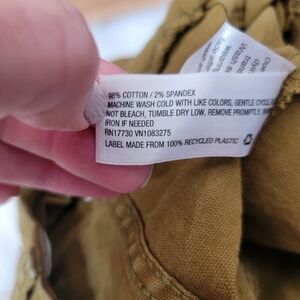 98% COTTON / 2% SPANDEX
MACHINE WASH COLD WITH LIKE COLORS, GENTLE CYCLE,
NOT BLEACH, TUMBLE DRY LOW, REMOVE PROMPTLY,
IRON IF NEEDED
RN17730 VN1083275
LABEL MADE FROM 100% RECYCLED PLASTIC